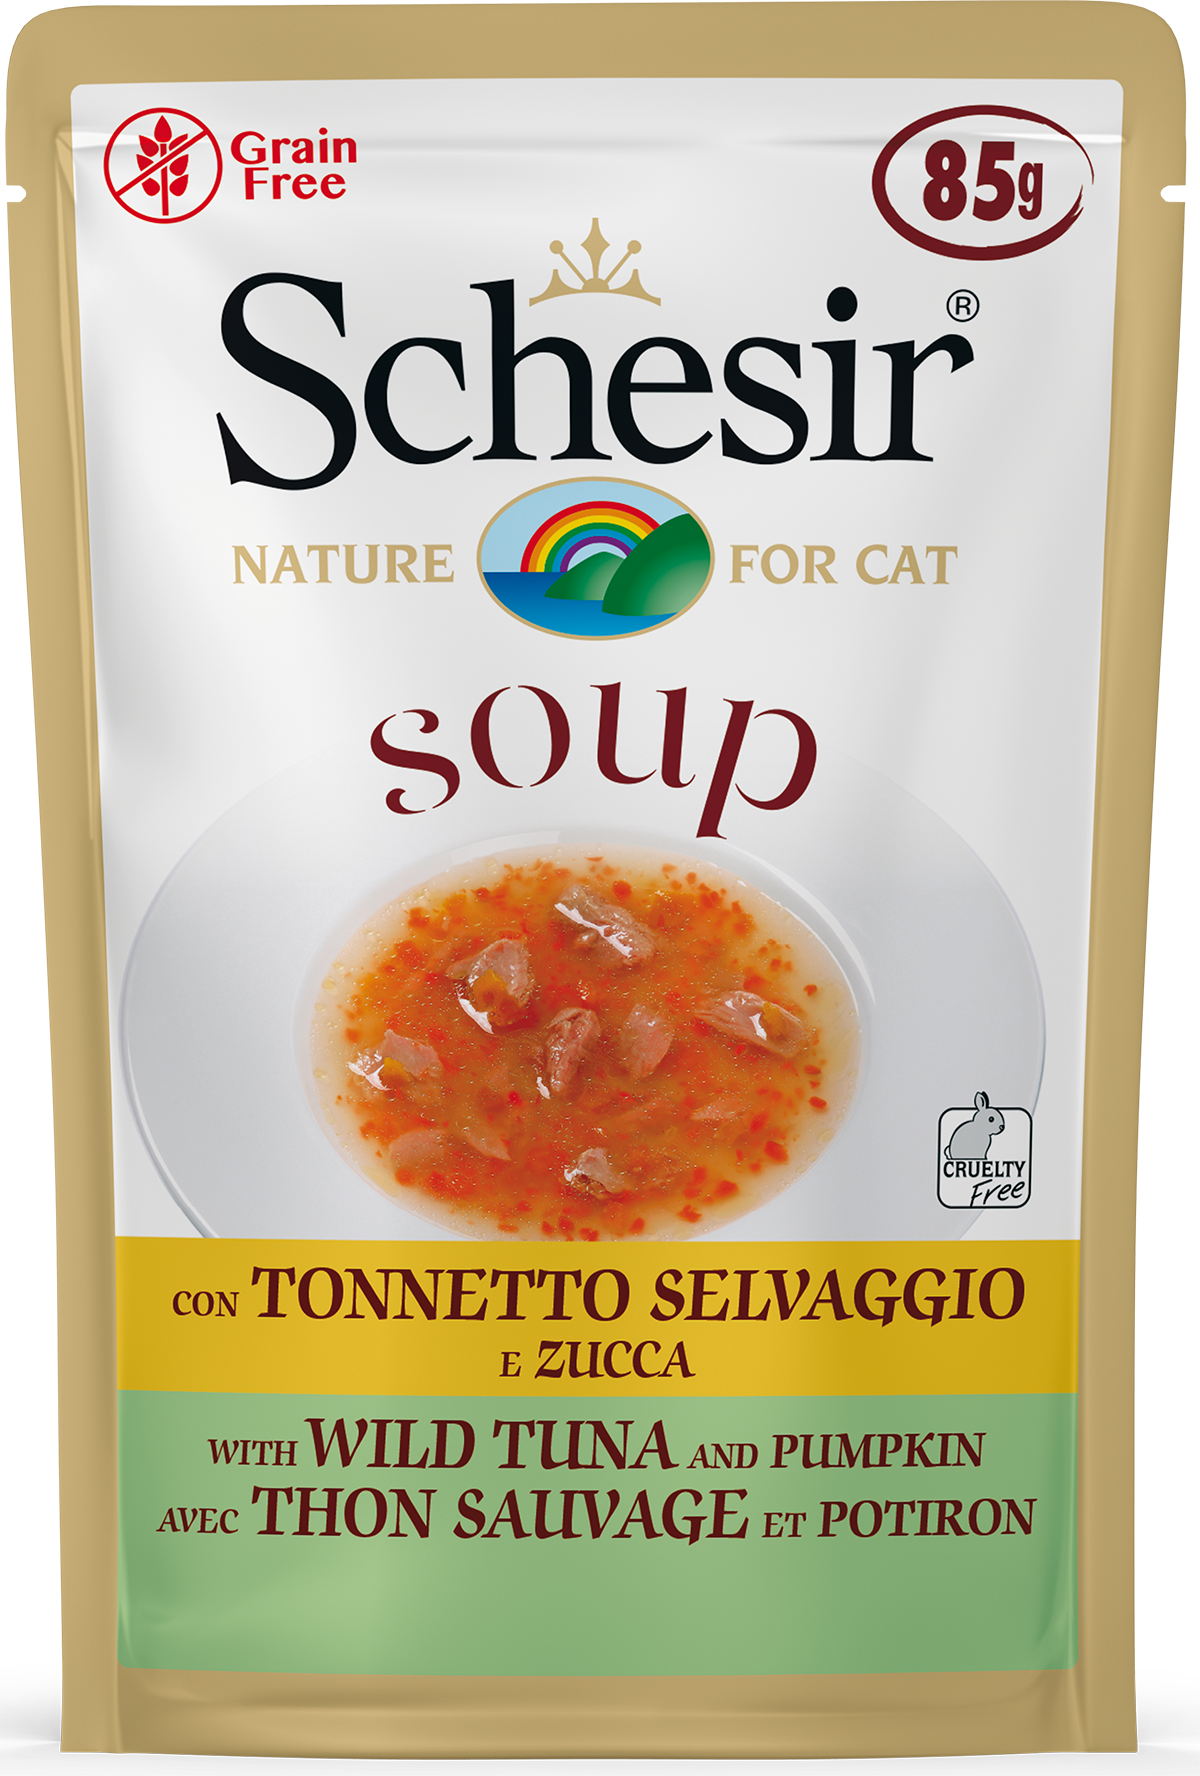 Grain
Free
85g
Schesir®
NATURE FOR CAT
soup
CRUELTY
Free
CON TONNETTO SELVAGGIO
E ZUCCA
WITH WILD TUNA AND PUMPKIN
AVEC THON SAUVAGE ET POTIRON